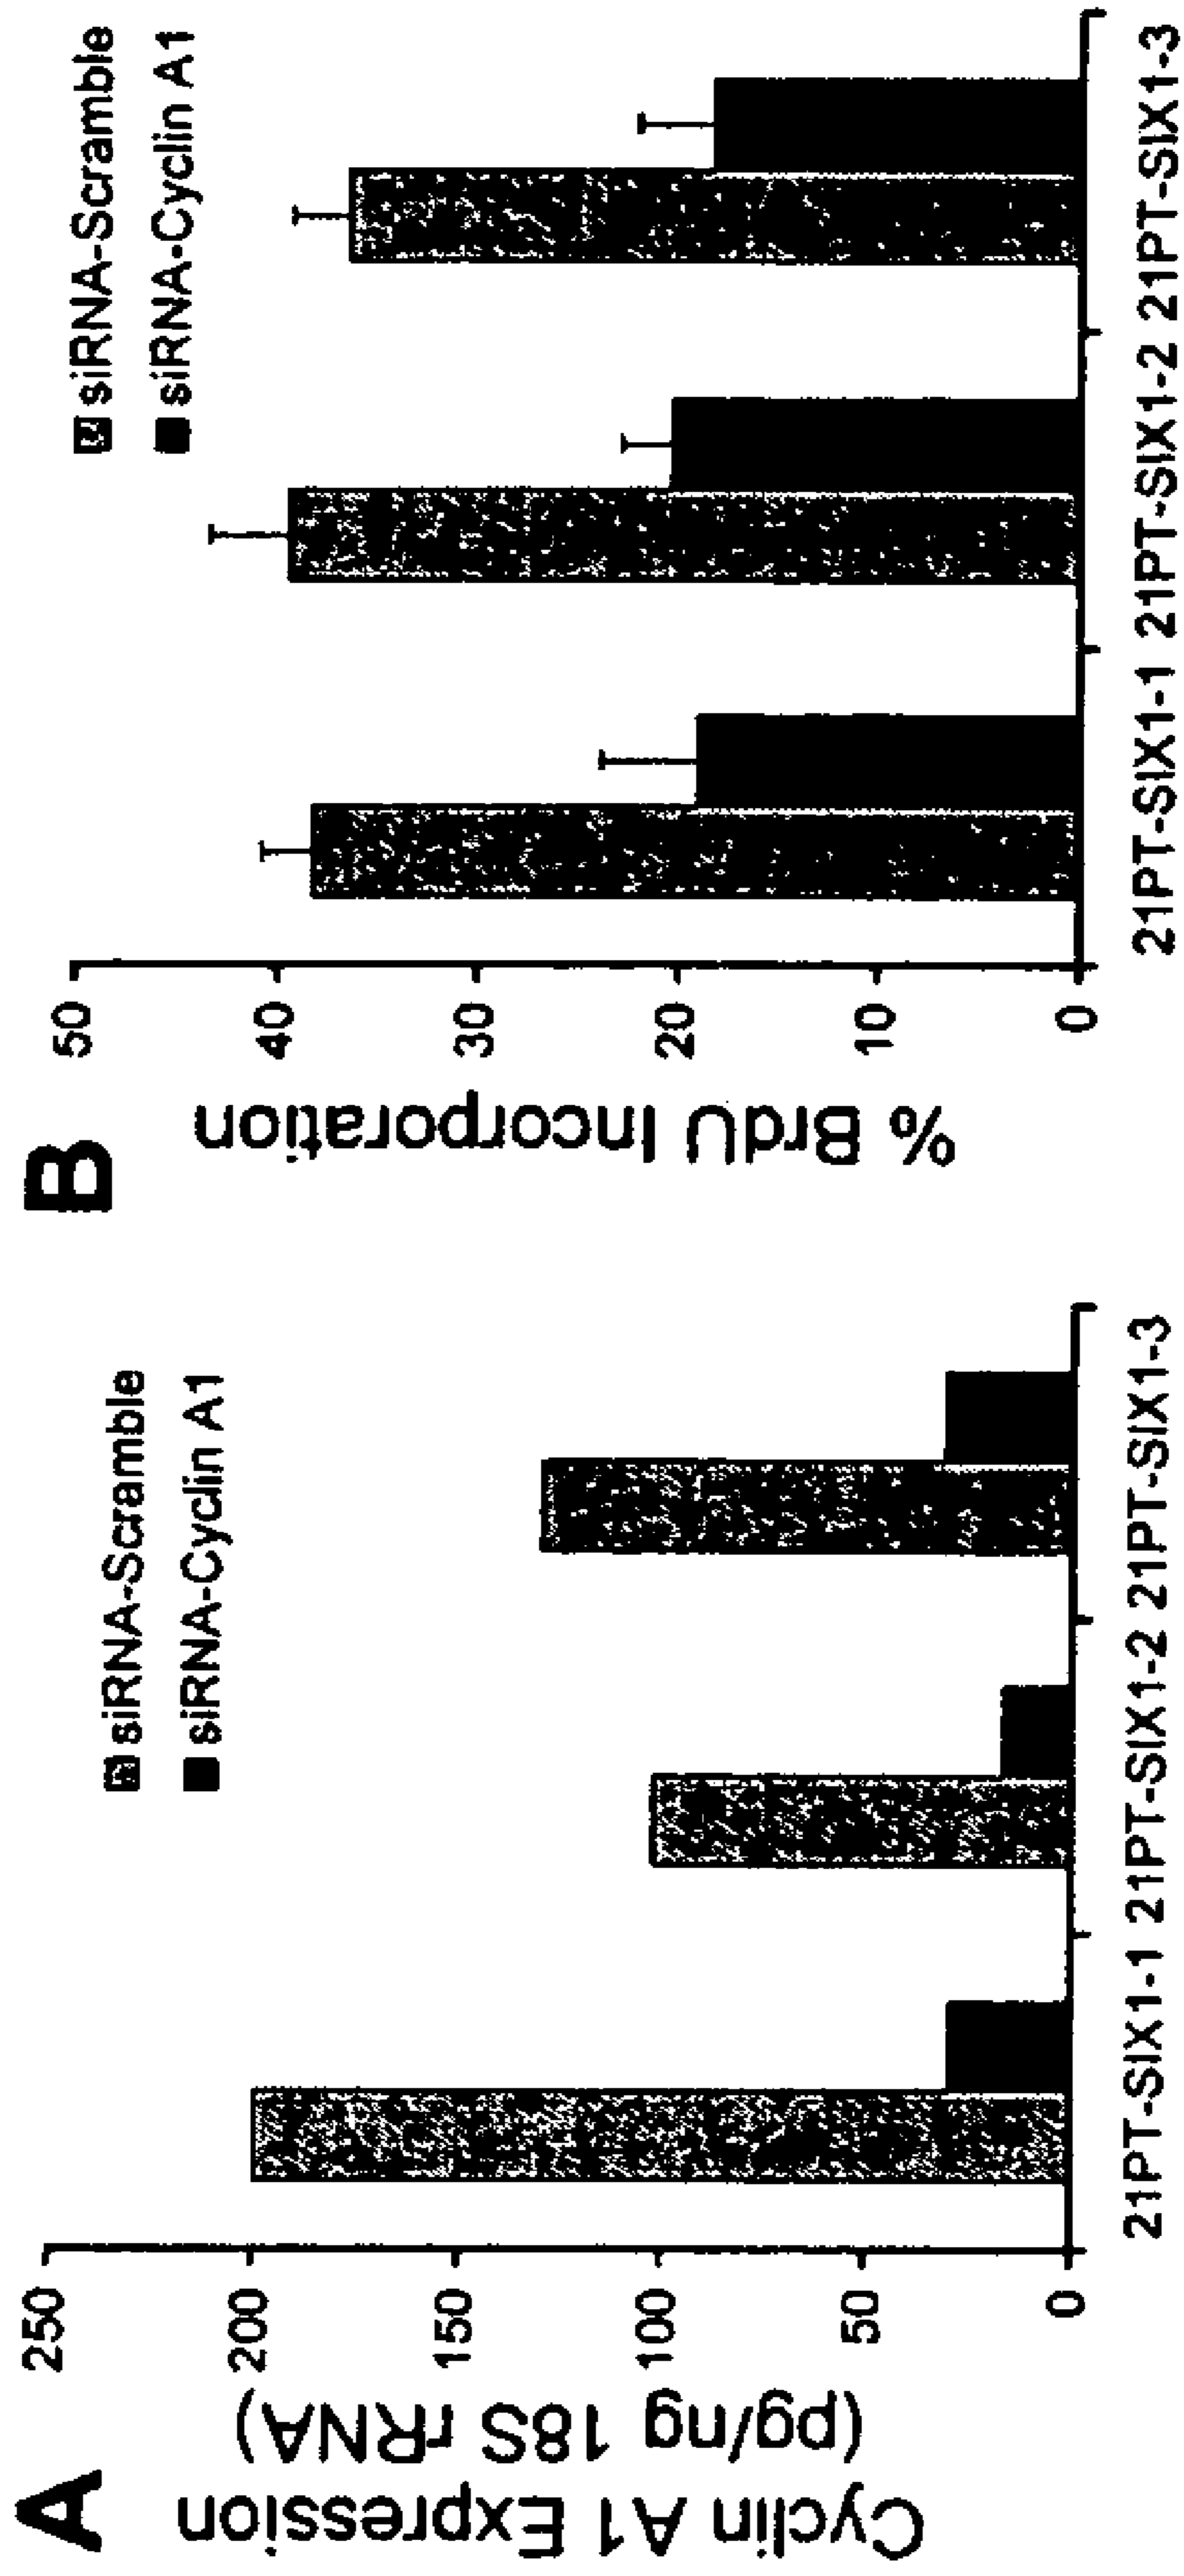 A
Cyclin A1 Expression
(pg/ng 18S rRNA)
250
200
150
100
50
0
siRNA-Scramble
siRNA-Cyclin A1
21PT-SIX1-1 21PT-SIX1-2 21PT-SIX1-3
B
% BrdU Incorporation
50
40
30
20
10
0
siRNA-Scramble
siRNA-Cyclin A1
21PT-SIX1-1 21PT-SIX1-2 21PT-SIX1-3